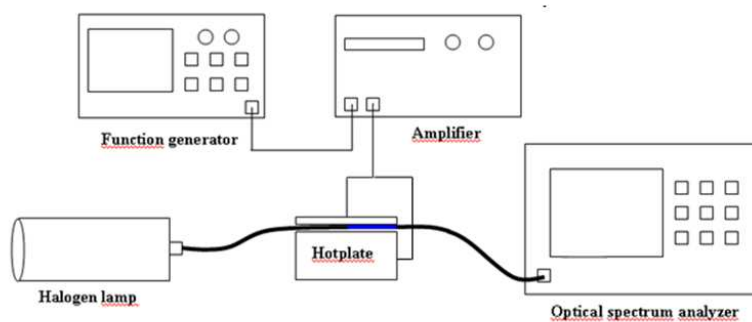 Function generator
Amplifier
Hotplate
Halogen lamp
Optical spectrum analyzer